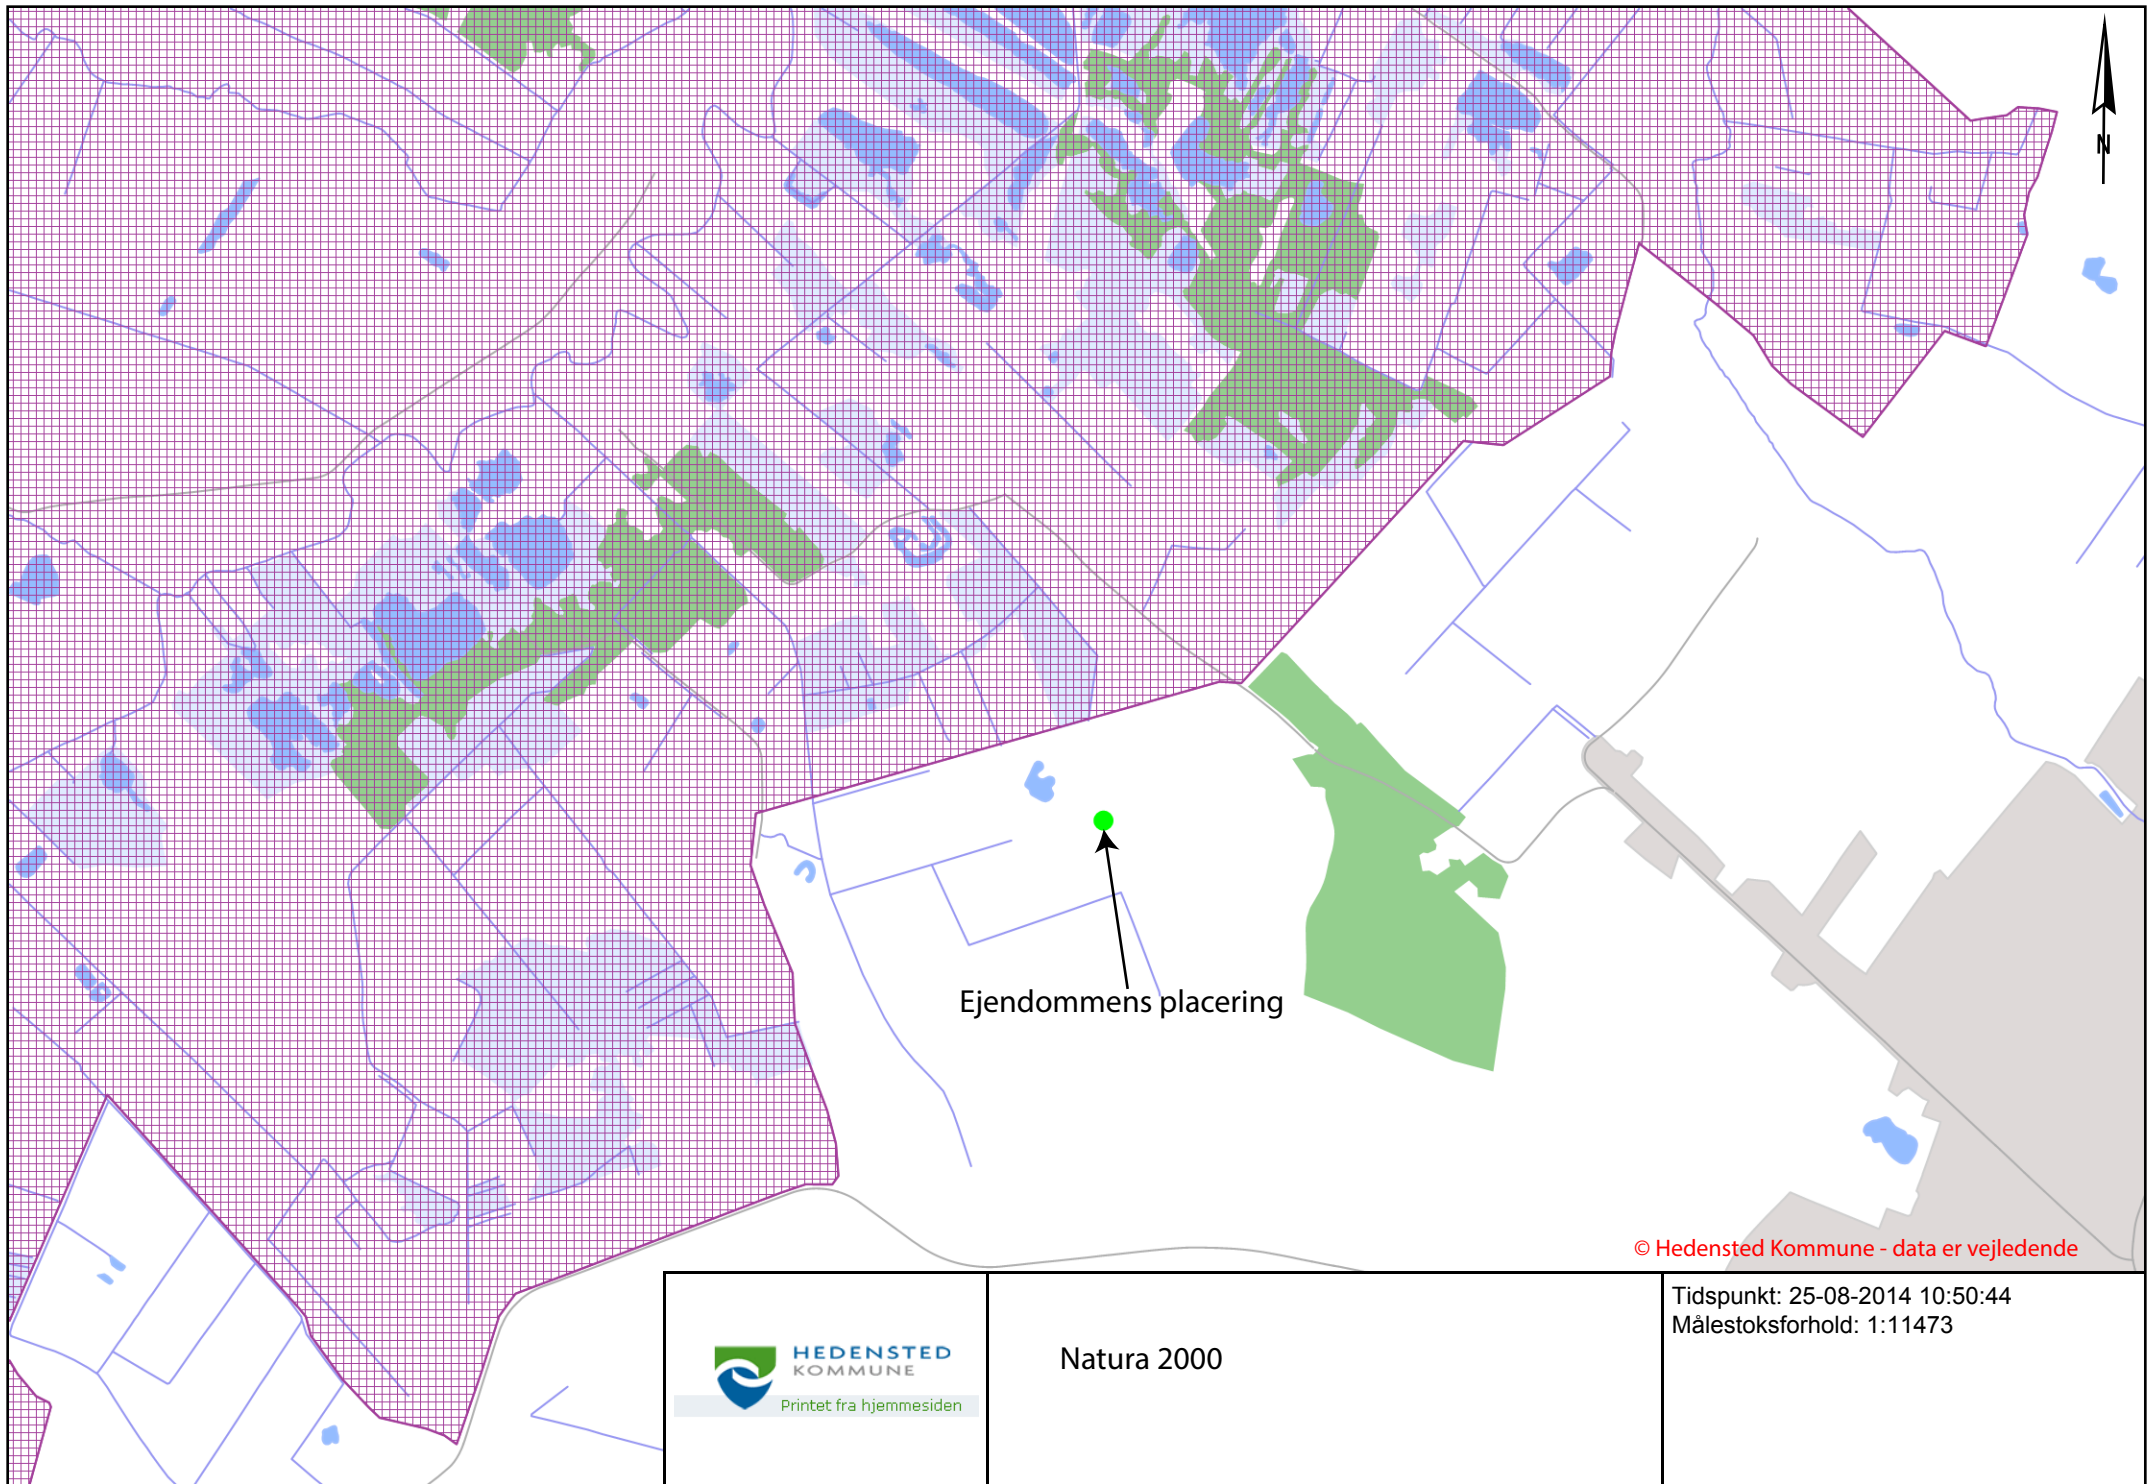 N
Ejendommens placering
© Hedensted Kommune - data er vejledende
HEDENSTED
KOMMUNE
Printet fra hjemmesiden
Natura 2000
Tidspunkt: 25-08-2014 10:50:44
Målestoksforhold: 1:11473